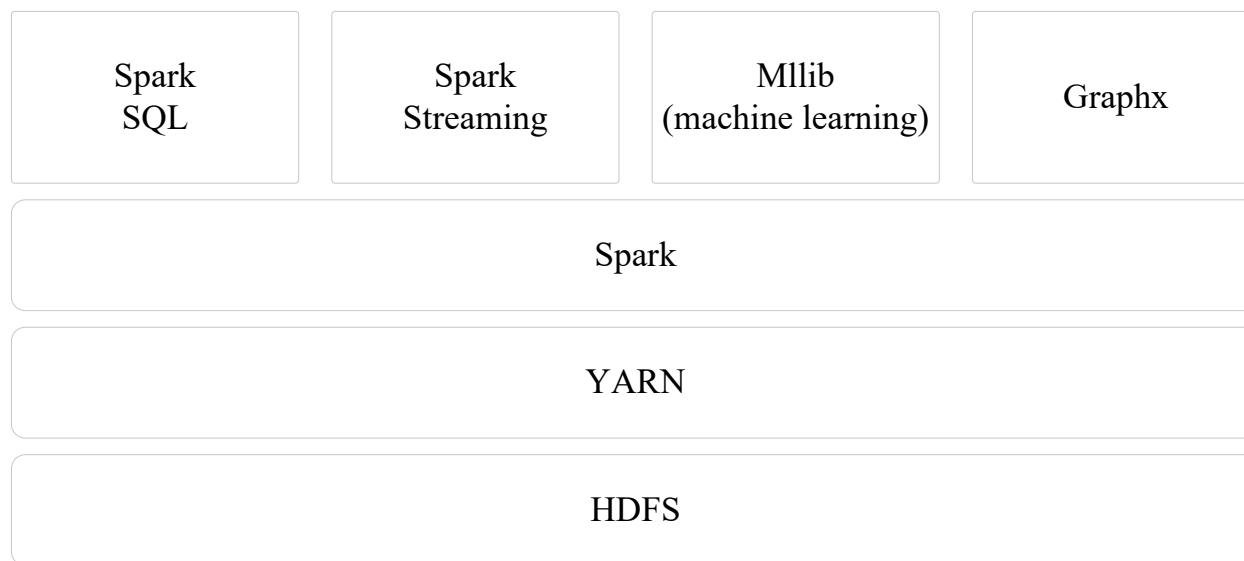 Spark
SQL
Spark
Streaming
Mllib
(machine learning)
Graphx
Spark
YARN
HDFS